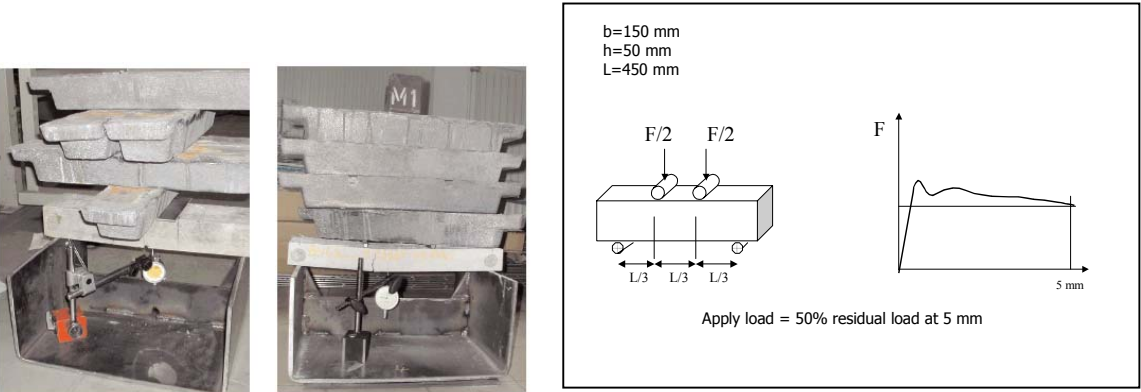 M1
b=150 mm
h=50 mm
L=450 mm
F/2 F/2
F
L/3 L/3 L/3
5 mm
Apply load = 50% residual load at 5 mm